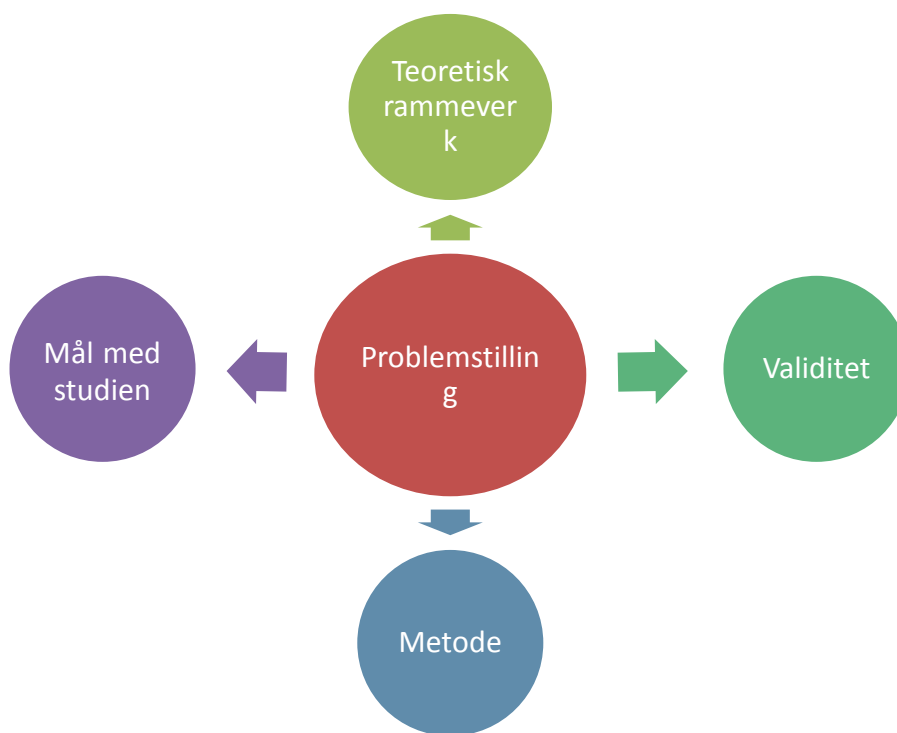 Teoretisk
rammever
k
Mål med
studien
Problemstillin
g
Validitet
Metode